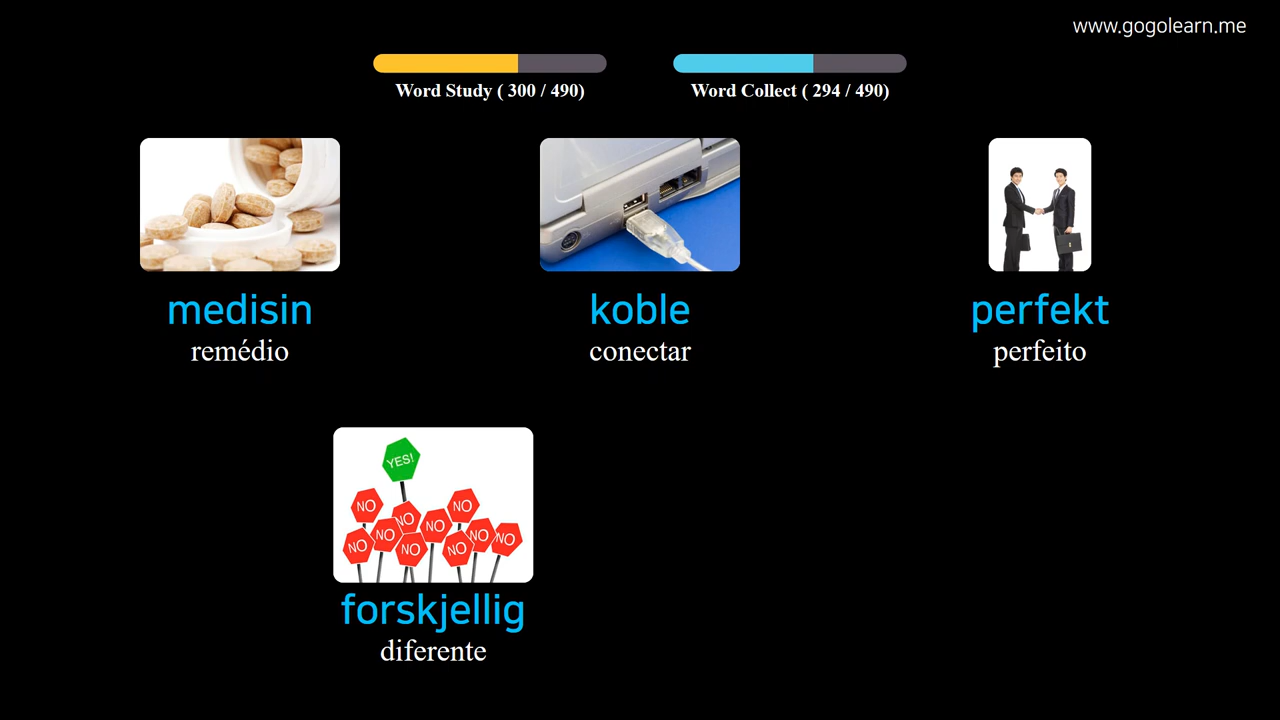 www.gogolearn.me
Word Study ( 300 / 490)
Word Collect ( 294 / 490)
medisin
remédio
koble
conectar
perfekt
perfeito
YES!
NO
NO
NO
NO
NO
NO
NO
NO
NO
NO
forskjellig
diferente